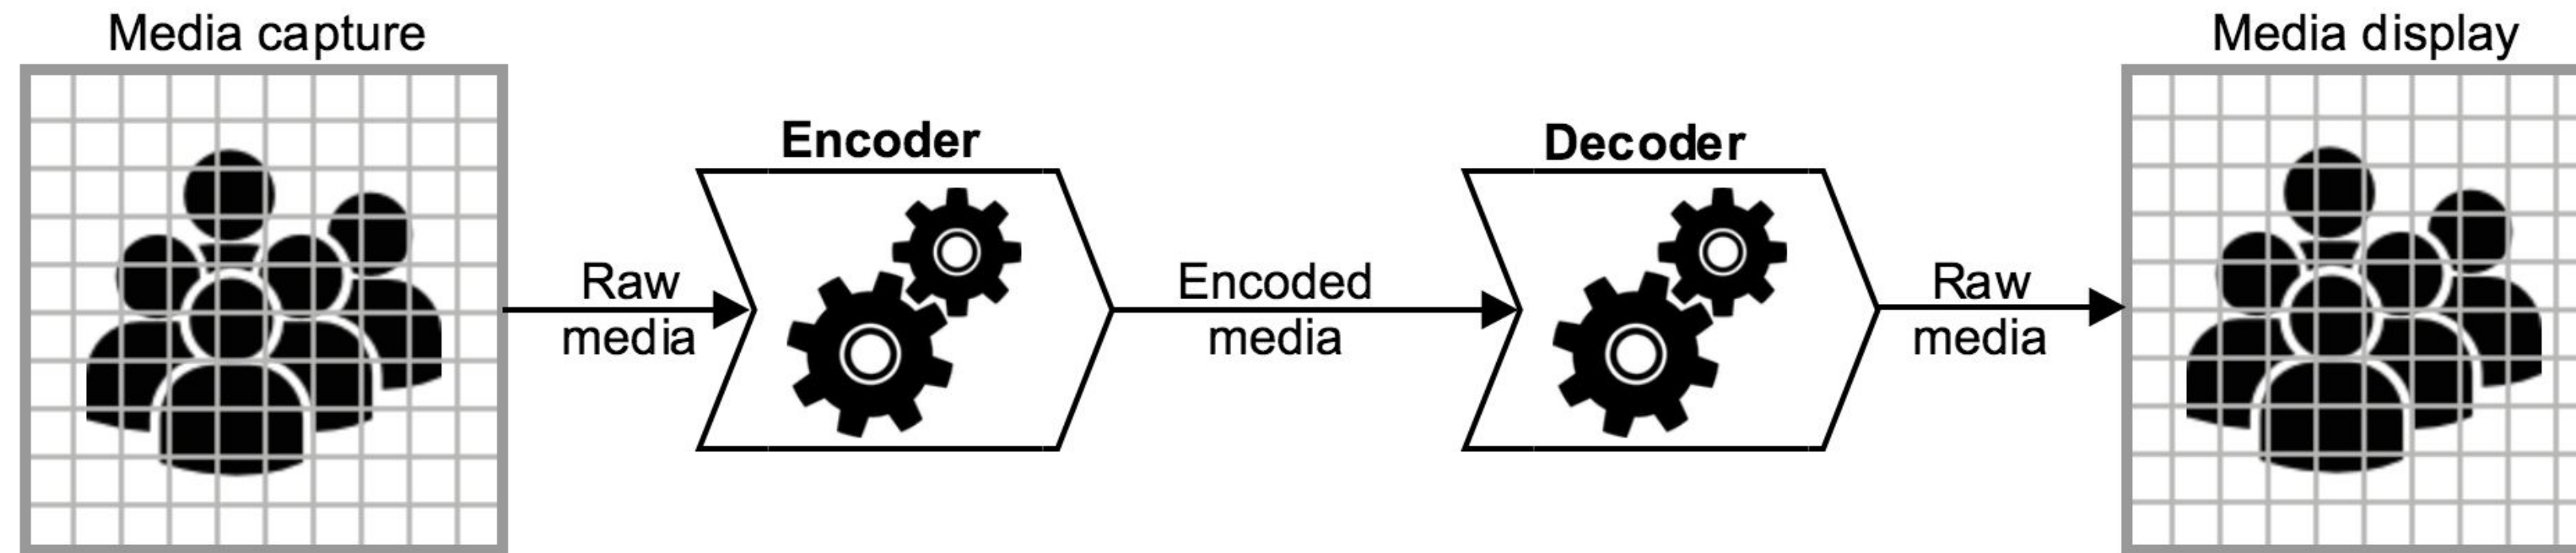 Media capture
Raw
media
Encoder
Encoded
media
Decoder
Raw
media
Media display